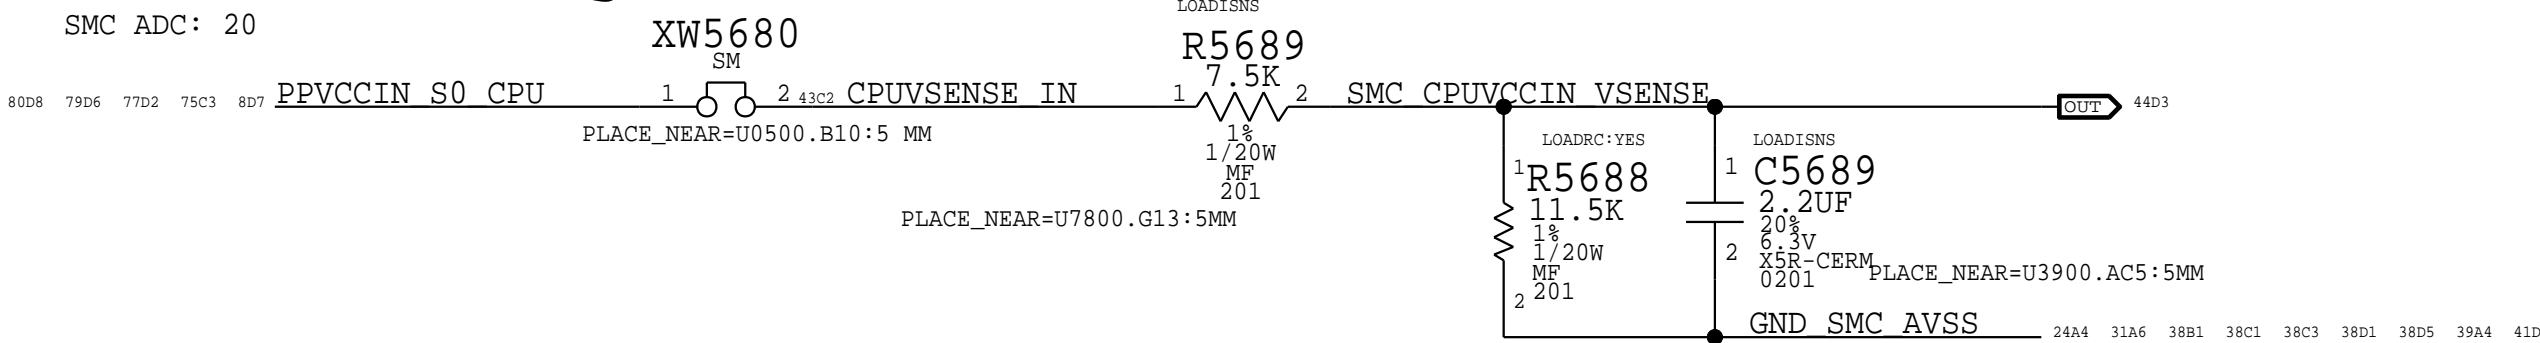 LOADISNS
SMC ADC: 20
XW5680
SM
R5689
7.5K
80D8 79D6 77D2 75C3 8D7 PPVCCIN_S0_CPU 1 2 43C2 CPUVSENSE_IN 1 2 SMC_CPUVCCIN_VSENSE OUT 44D3
PLACE_NEAR=U0500.B10:5 MM
1%
1/20W
MF
201
PLACE_NEAR=U7800.G13:5MM
LOADRC:YES
1 R5688
11.5K
1%
1/20W
MF
2 201
LOADISNS
1 C5689
2.2UF
20%
6.3V
2 X5R-CERM
0201
PLACE_NEAR=U3900.AC5:5MM
GND_SMC_AVSS 24A4 31A6 38B1 38C1 38C3 38D1 38D5 39A4 41D